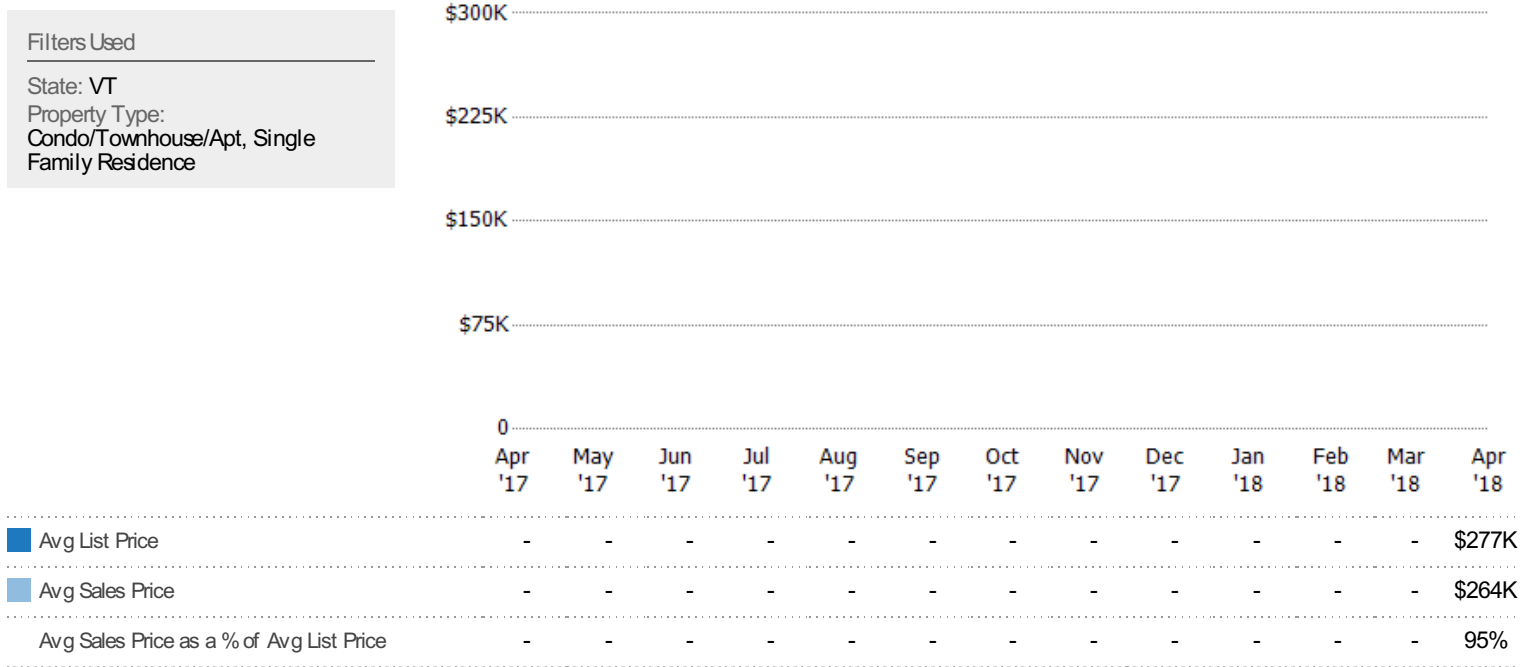 Filters Used
State: VT
Property Type:
Condo/Townhouse/Apt, Single
Family Residence
$300K
$225K
$150K
$75K
0
Apr May Jun Jul Aug Sep Oct Nov Dec Jan Feb Mar Apr
'17 '17 '17 '17 '17 '17 '17 '17 '17 '18 '18 '18 '18
Avg List Price - - - - - - - - - - - - $277K
Avg Sales Price - - - - - - - - - - - - $264K
Avg Sales Price as a % of Avg List Price - - - - - - - - - - - - 95%